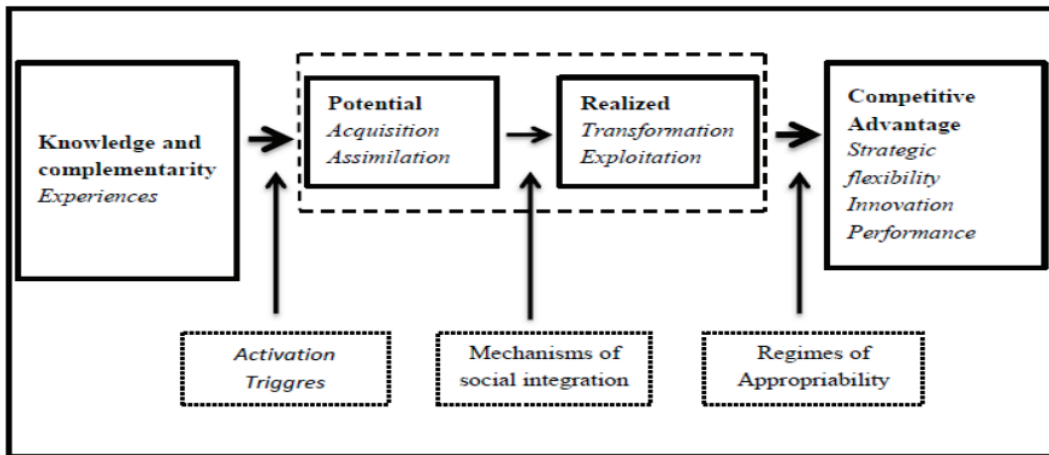 Knowledge and
complementarity
Experiences
Potential
Acquisition
Assimilation
Realized
Transformation
Exploitation
Competitive
Advantage
Strategic
flexibility
Innovation
Performance
Activation
Triggres
Mechanisms of
social integration
Regimes of
Appropriability